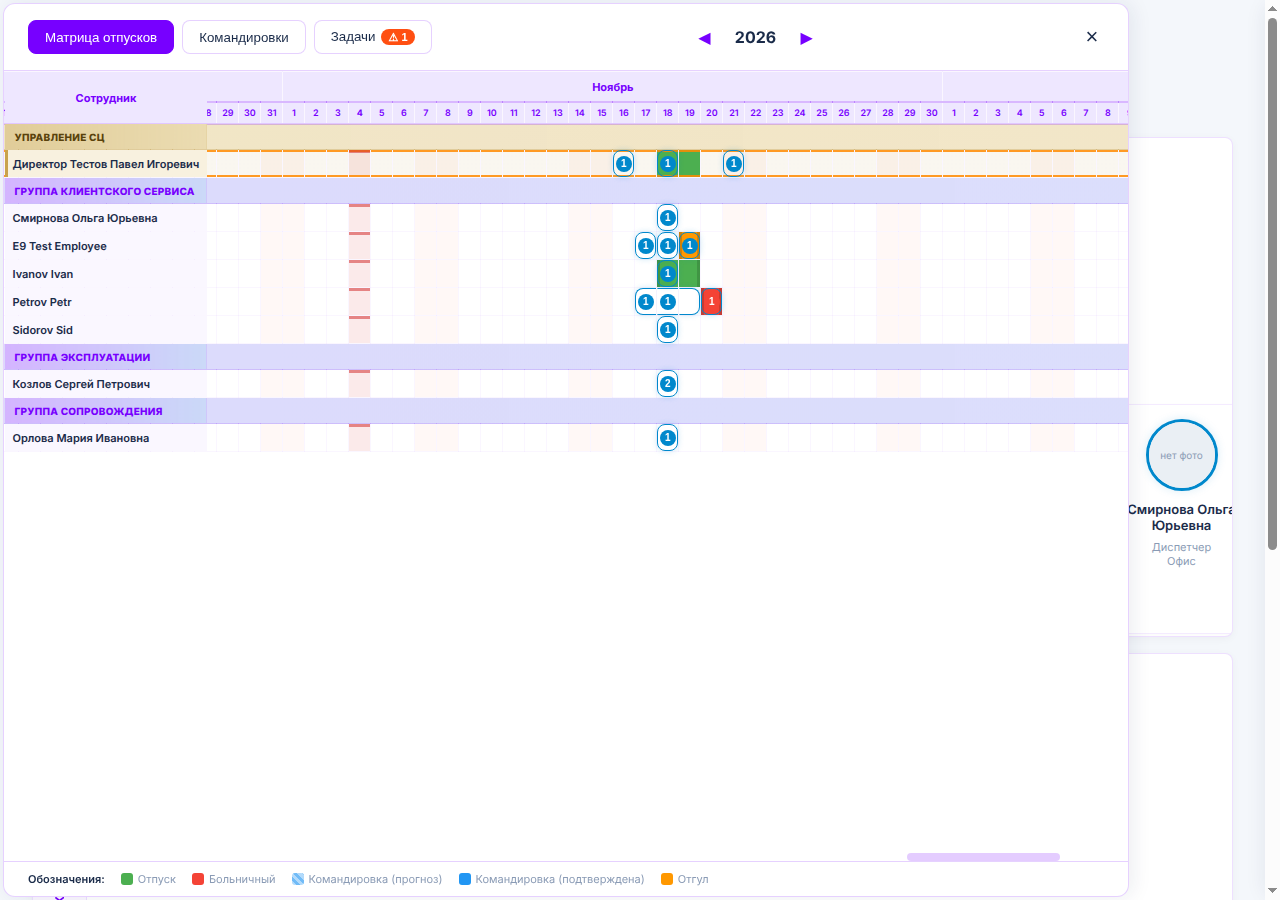 Матрица отпусков Командировки Задачи ⚠ 1 ◀ 2026 ▶ ×
Сотрудник
Ноябрь
8 29 30 31 1 2 3 4 5 6 7 8 9 10 11 12 13 14 15 16 17 18 19 20 21 22 23 24 25 26 27 28 29 30 1 2 3 4 5 6 7 8
УПРАВЛЕНИЕ СЦ
Директор Тестов Павел Игоревич 1 1 1
ГРУППА КЛИЕНТСКОГО СЕРВИСА
Смирнова Ольга Юрьевна 1
E9 Test Employee 1 1 1
Ivanov Ivan 1
Petrov Petr 1 1 1
Sidorov Sid 1
ГРУППА ЭКСПЛУАТАЦИИ
Козлов Сергей Петрович 2
ГРУППА СОПРОВОЖДЕНИЯ
Орлова Мария Ивановна 1
нет фото
Смирнова Ольга
Юрьевна
Диспетчер
Офис
Обозначения: Отпуск Больничный Командировка (прогноз) Командировка (подтверждена) Отгул